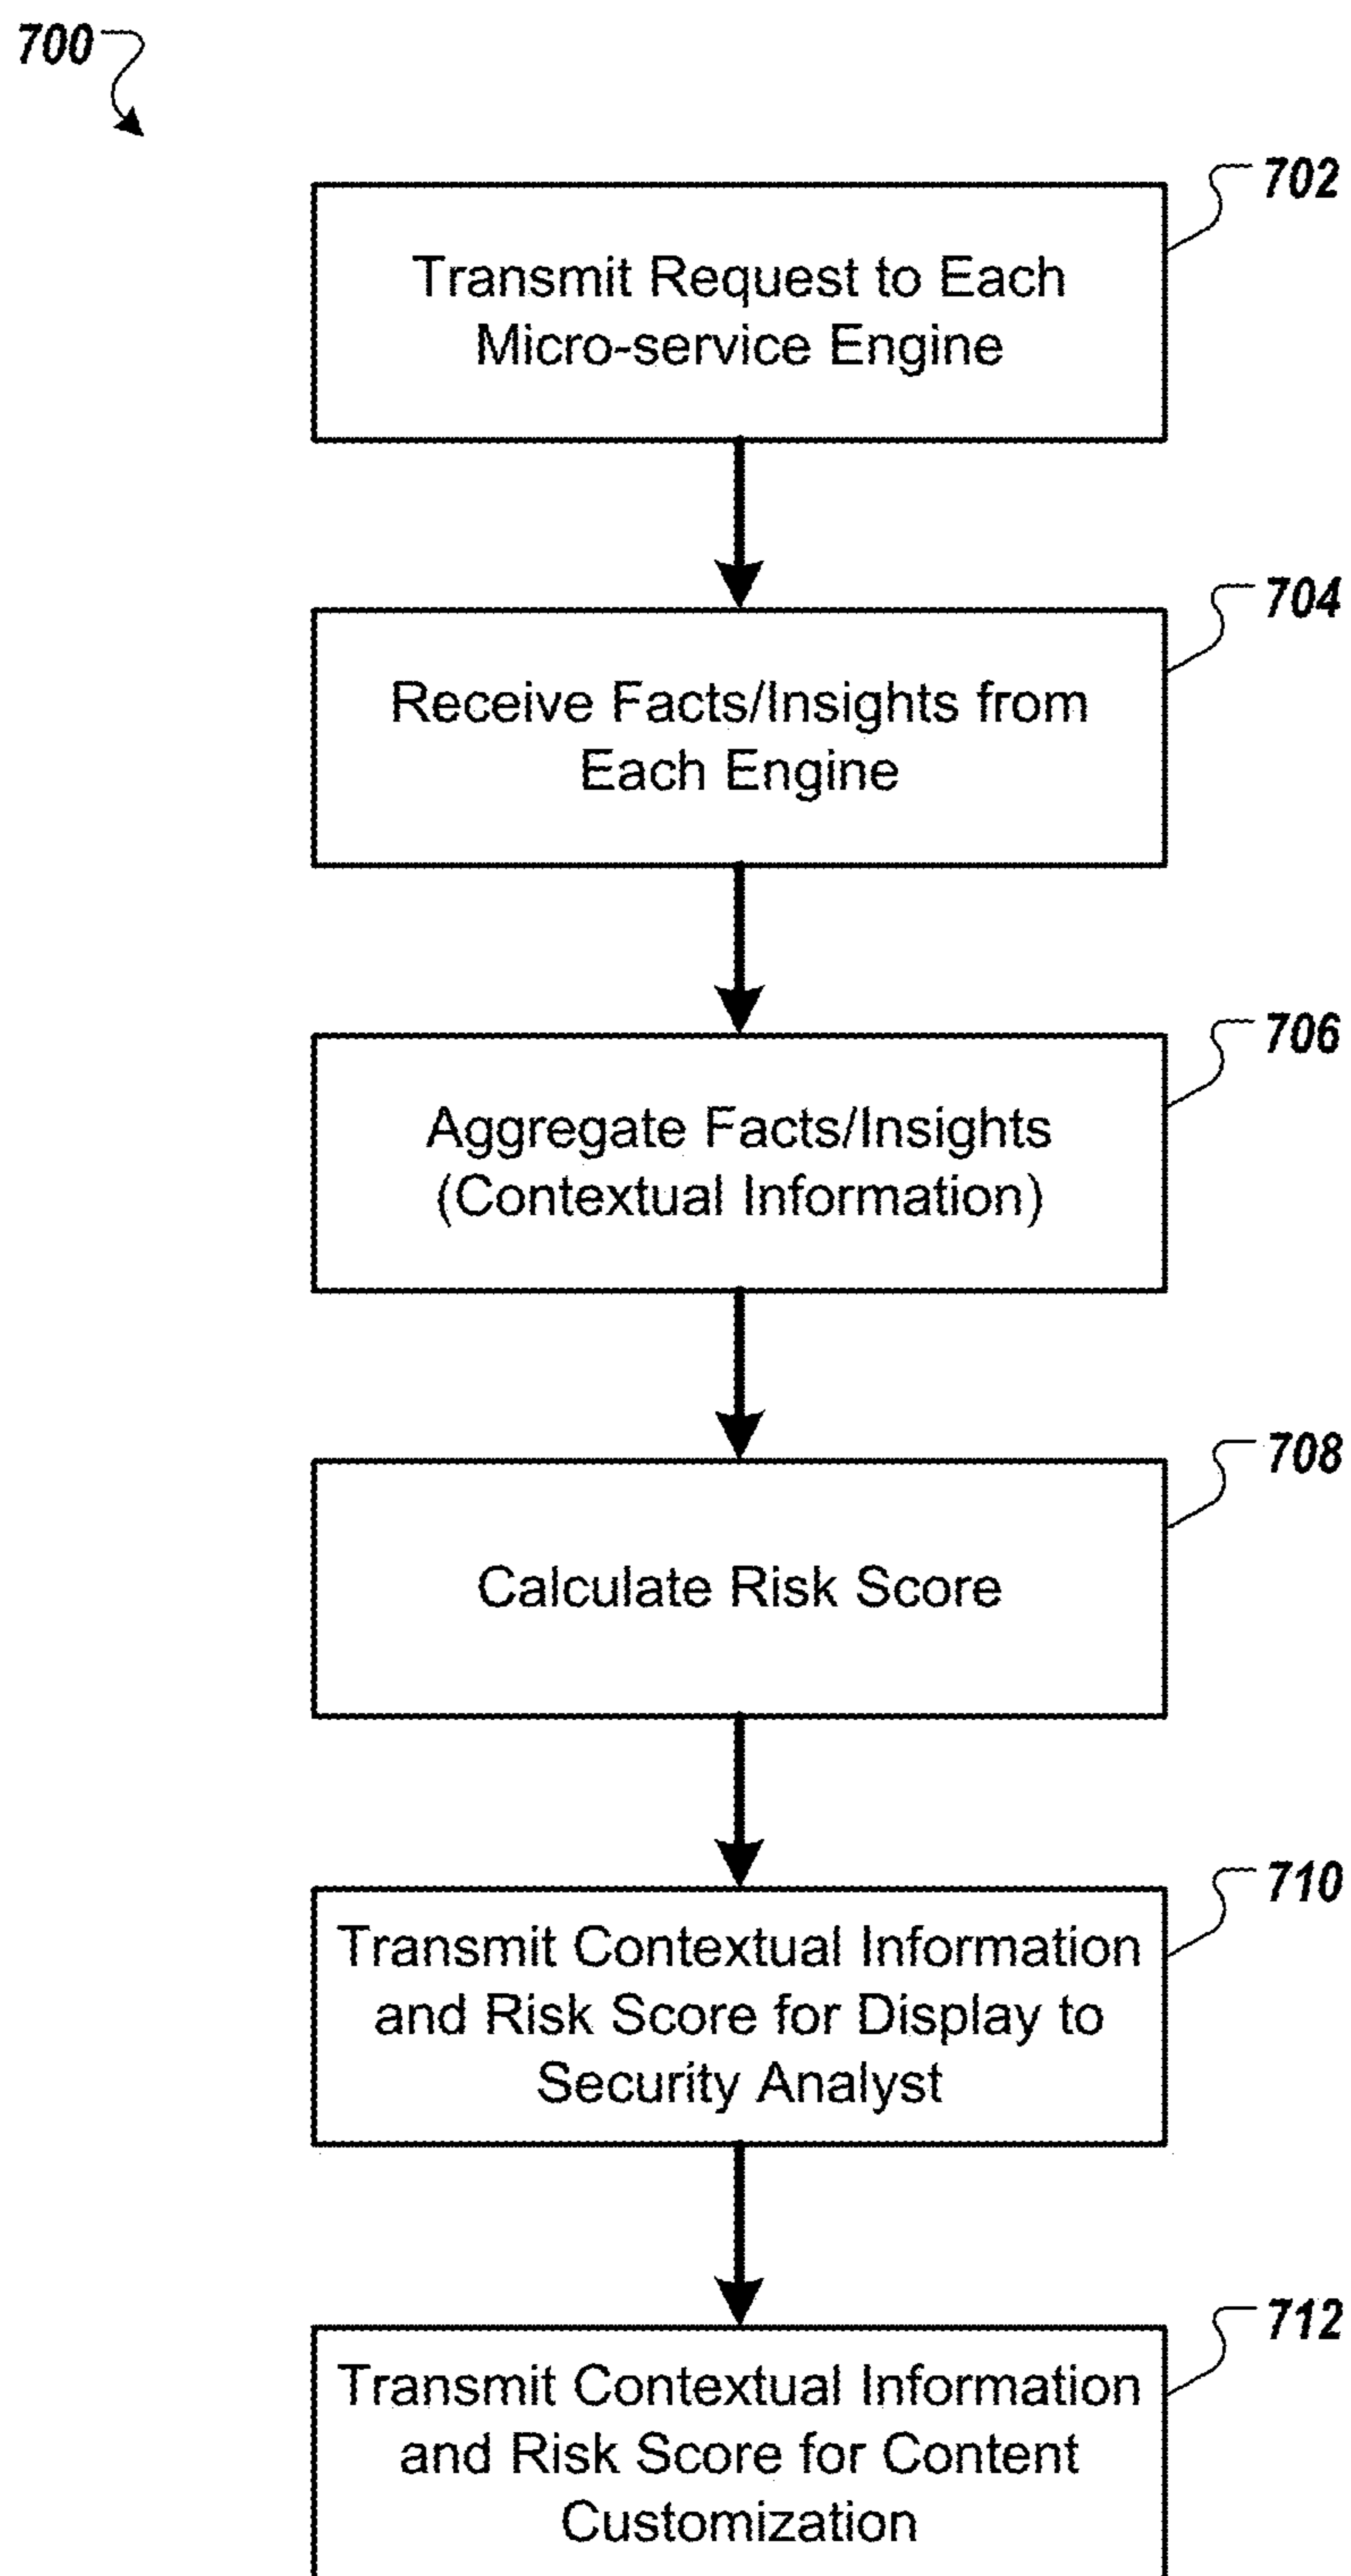 700
702
Transmit Request to Each
Micro-service Engine
704
Receive Facts/Insights from
Each Engine
706
Aggregate Facts/Insights
(Contextual Information)
708
Calculate Risk Score
710
Transmit Contextual Information
and Risk Score for Display to
Security Analyst
712
Transmit Contextual Information
and Risk Score for Content
Customization